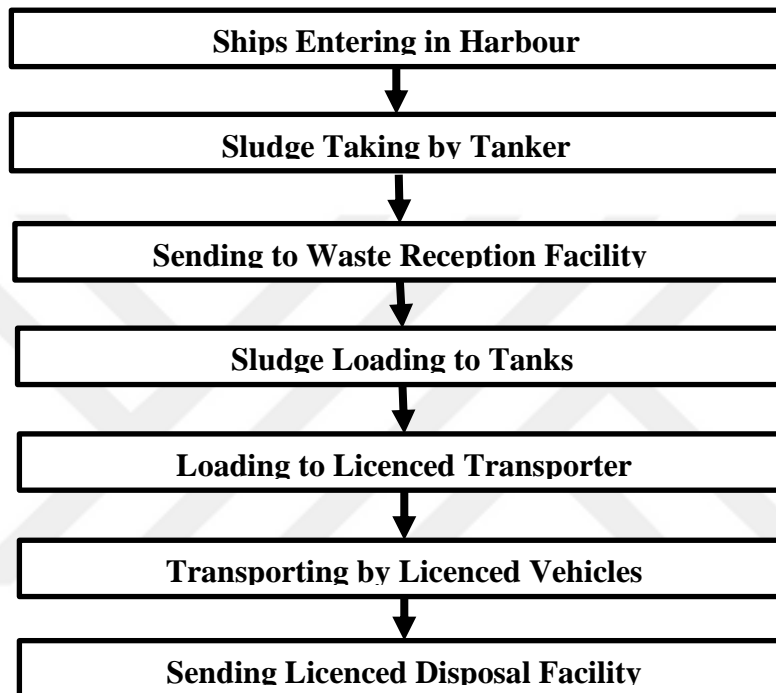 Ships Entering in Harbour
Sludge Taking by Tanker
Sending to Waste Reception Facility
Sludge Loading to Tanks
Loading to Licenced Transporter
Transporting by Licenced Vehicles
Sending Licenced Disposal Facility